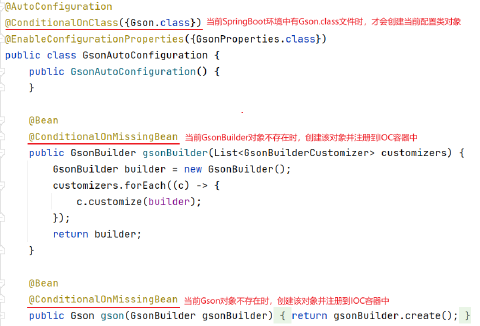 @AutoConfiguration
@ConditionalOnClass({Gson.class}) 当前SpringBoot环境中有Gson.class文件时，才会创建当前配置类对象
@EnableConfigurationProperties({GsonProperties.class})
public class GsonAutoConfiguration {
public GsonAutoConfiguration() {
}
@Bean
@ConditionalOnMissingBean 当前GsonBuilder对象不存在时，创建该对象并注册到IOC容器中
public GsonBuilder gsonBuilder(List<GsonBuilderCustomizer> customizers) {
GsonBuilder builder = new GsonBuilder();
customizers.forEach((c) -> {
c.customize(builder);
});
return builder;
}
@Bean
@ConditionalOnMissingBean 当前Gson对象不存在时，创建该对象并注册到IOC容器中
public Gson gson(GsonBuilder gsonBuilder) { return gsonBuilder.create(); }